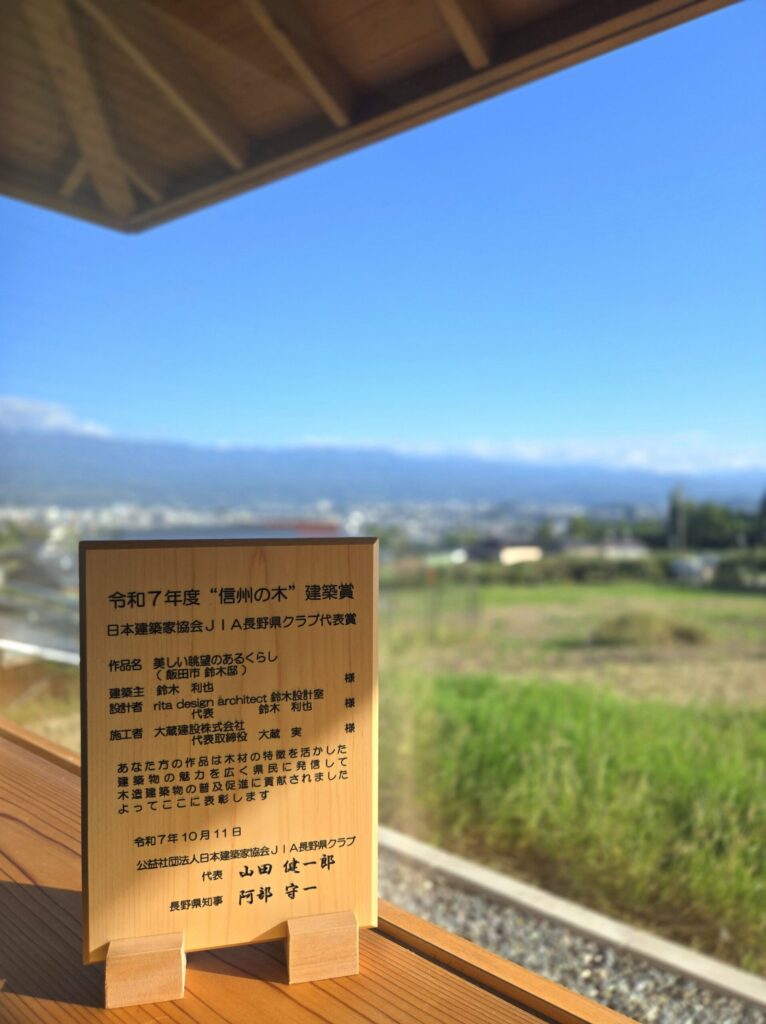 令和7年度“信州の木”建築賞
日本建築家協会JIA長野県クラブ代表賞
作品名 美しい眺望のあるくらし
（飯田市 鈴木邸）
建築主 鈴木 利也 様
設計者 rita design architect 鈴木設計室
代表 鈴木 利也 様
施工者 大蔵建設株式会社
代表取締役 大蔵 実 様
あなた方の作品は木材の特徴を活かした
建築物の魅力を広く県民に発信して
木造建築物の普及促進に貢献されました
よってここに表彰します
令和7年10月11日
公益社団法人日本建築家協会JIA長野県クラブ
代表 山田 健一郎
長野県知事 阿部 守一